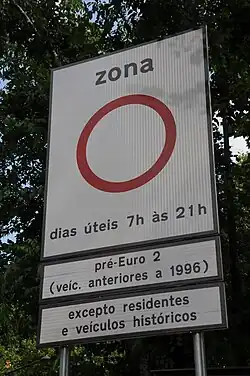 zona
dias úteis 7h às 21h
pré-Euro 2
(veíc. anteriores a 1996)
excepto residentes
e veículos históricos